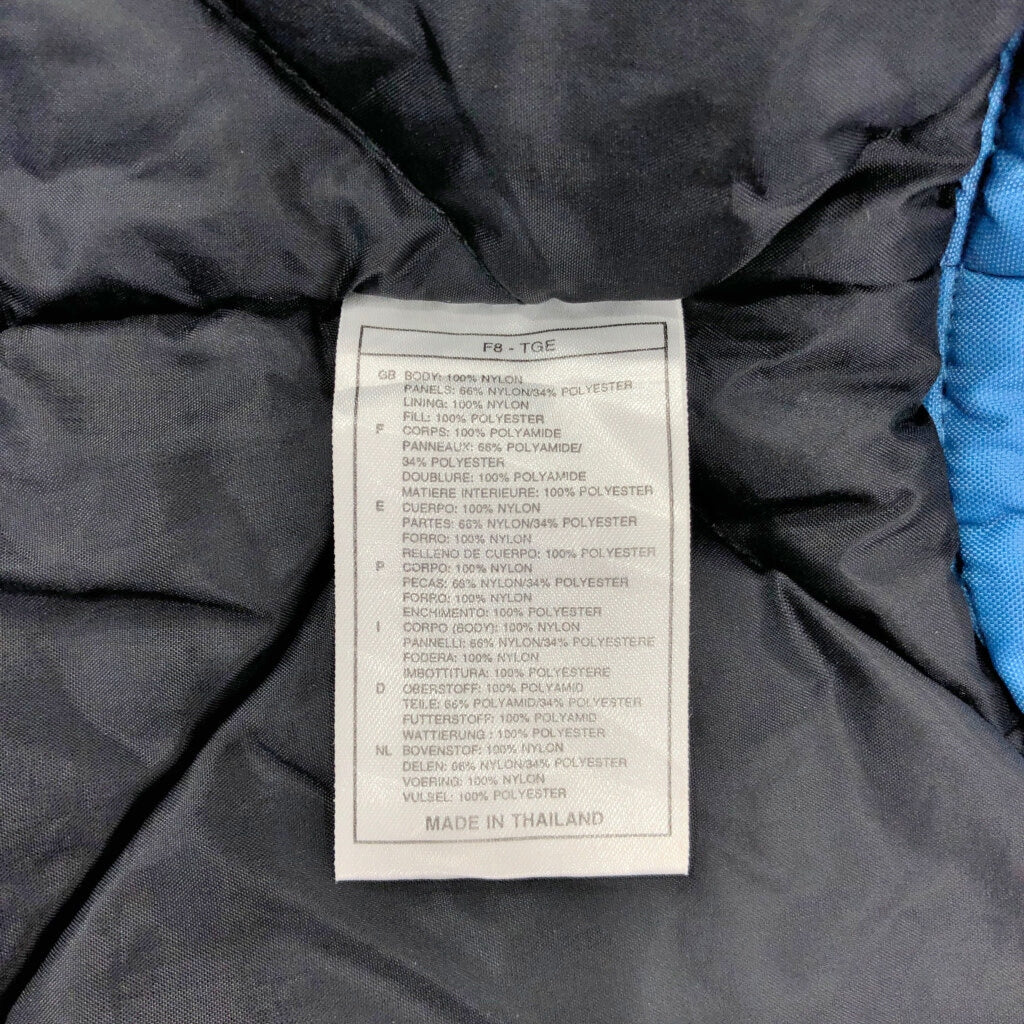 F8 - TGE
GB BODY: 100% NYLON
PANELS: 66% NYLON/34% POLYESTER
LINING: 100% NYLON
FILL: 100% POLYESTER
F CORPS: 100% POLYAMIDE
PANNEAUX: 66% POLYAMIDE/
34% POLYESTER
DOUBLURE: 100% POLYAMIDE
MATIERE INTERIEURE: 100% POLYESTER
E CUERPO: 100% NYLON
PARTES: 66% NYLON/34% POLYESTER
FORRO: 100% NYLON
RELLENO DE CUERPO: 100% POLYESTER
P CORPO: 100% NYLON
PECAS: 66% NYLON/34% POLYESTER
FORRO: 100% NYLON
ENCHIMENTO: 100% POLYESTER
I CORPO (BODY): 100% NYLON
PANNELLI: 66% NYLON/34% POLYESTERE
FODERA: 100% NYLON
IMBOTTITURA: 100% POLYESTERE
D OBERSTOFF: 100% POLYAMID
TEILE: 66% POLYAMID/34% POLYESTER
FUTTERSTOFF: 100% POLYAMID
WATTIERUNG : 100% POLYESTER
NL BOVENSTOF: 100% NYLON
DELEN: 66% NYLON/34% POLYESTER
VOERING: 100% NYLON
VULSEL: 100% POLYESTER
MADE IN THAILAND